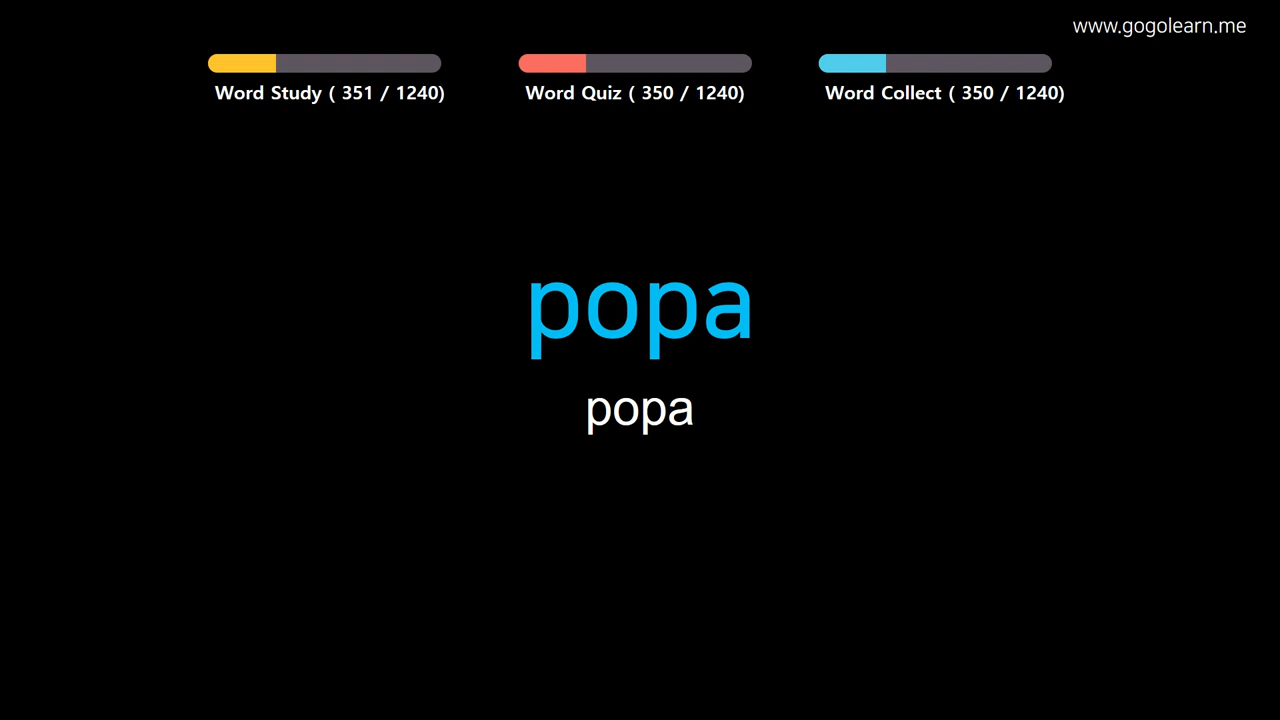 www.gogolearn.me
Word Study ( 351 / 1240)
Word Quiz ( 350 / 1240)
Word Collect ( 350 / 1240)
popa
popa